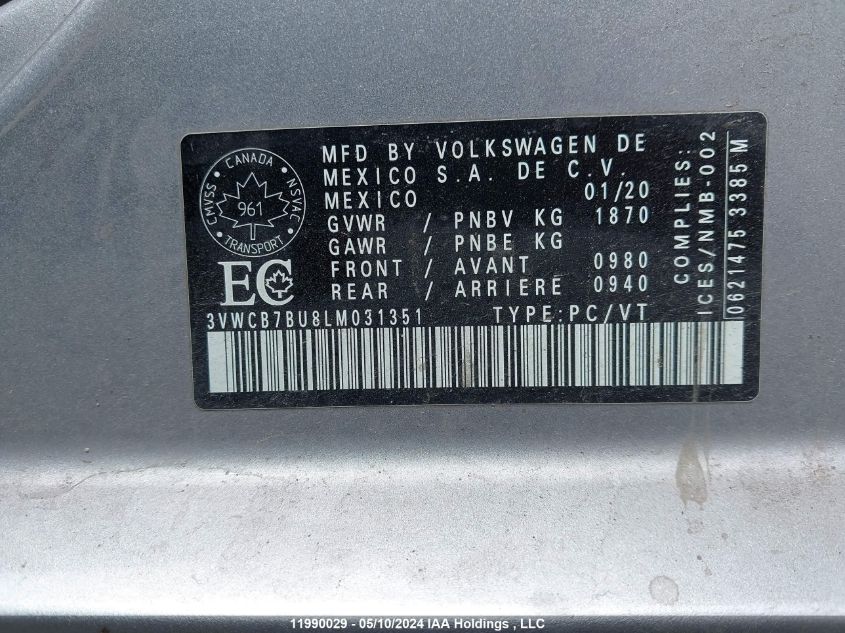 CANADA
CMVSS
NSVAC
961
TRANSPORT
EC
MFD BY VOLKSWAGEN DE
MEXICO S.A. DE C.V.
MEXICO 01/20
GVWR / PNBV KG 1870
GAWR / PNBE KG
FRONT / AVANT 0980
REAR / ARRIERE 0940
3VWCB7BU8LM031351 TYPE:PC/VT
COMPLIES:
ICES/NMB-002
0621475 3385 M
11990029 - 05/10/2024 IAA Holdings , LLC